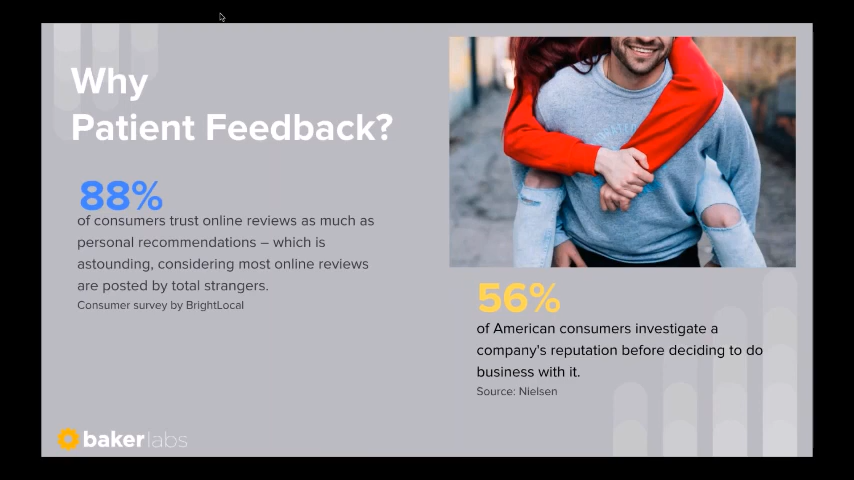 Why
Patient Feedback?
88%
of consumers trust online reviews as much as
personal recommendations – which is
astounding, considering most online reviews
are posted by total strangers.
Consumer survey by BrightLocal
56%
of American consumers investigate a
company's reputation before deciding to do
business with it.
Source: Nielsen
bakerlabs